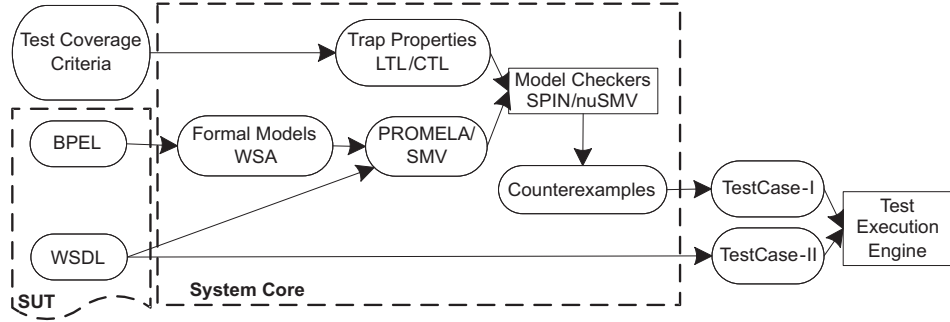 Test Coverage
Criteria
Trap Properties
LTL/CTL
Model Checkers
SPIN/nuSMV
BPEL
Formal Models
WSA
PROMELA/
SMV
Counterexamples
TestCase-I
Test
Execution
Engine
WSDL
TestCase-II
SUT
System Core